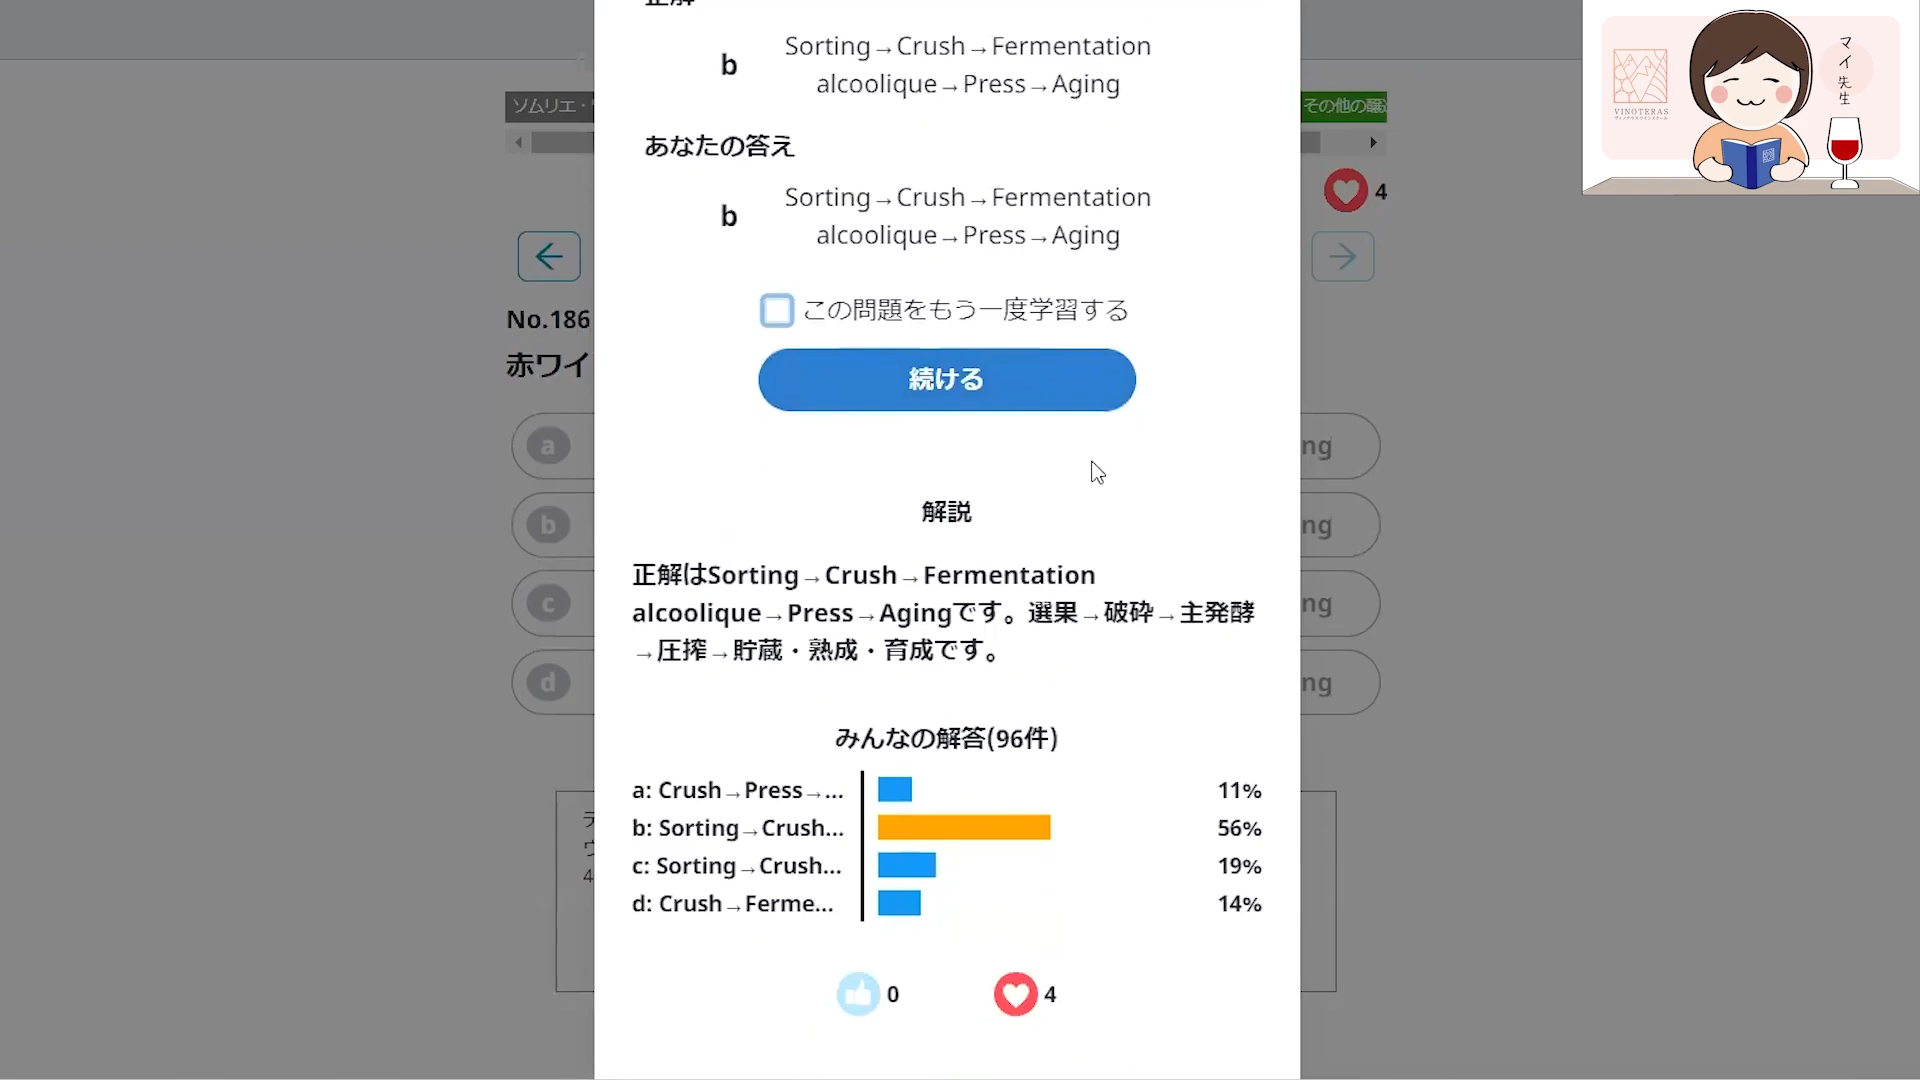 正解
b
Sorting→Crush→Fermentation
alcoolique→Press→Aging
あなたの答え
b
Sorting→Crush→Fermentation
alcoolique→Press→Aging
この問題をもう一度学習する
続ける
解説
正解はSorting→Crush→Fermentation
alcoolique→Press→Agingです。選果→破砕→主発酵
→圧搾→貯蔵・熟成・育成です。
みんなの解答(96件)
a: Crush→Press→... 11%
b: Sorting→Crush... 56%
c: Sorting→Crush... 19%
d: Crush→Ferme... 14%
0
4
ソムリエ・
その他の醸
4
No.186
赤ワイ
a
ng
b
ng
c
ng
d
ng
マイ先生
VINOTERAS